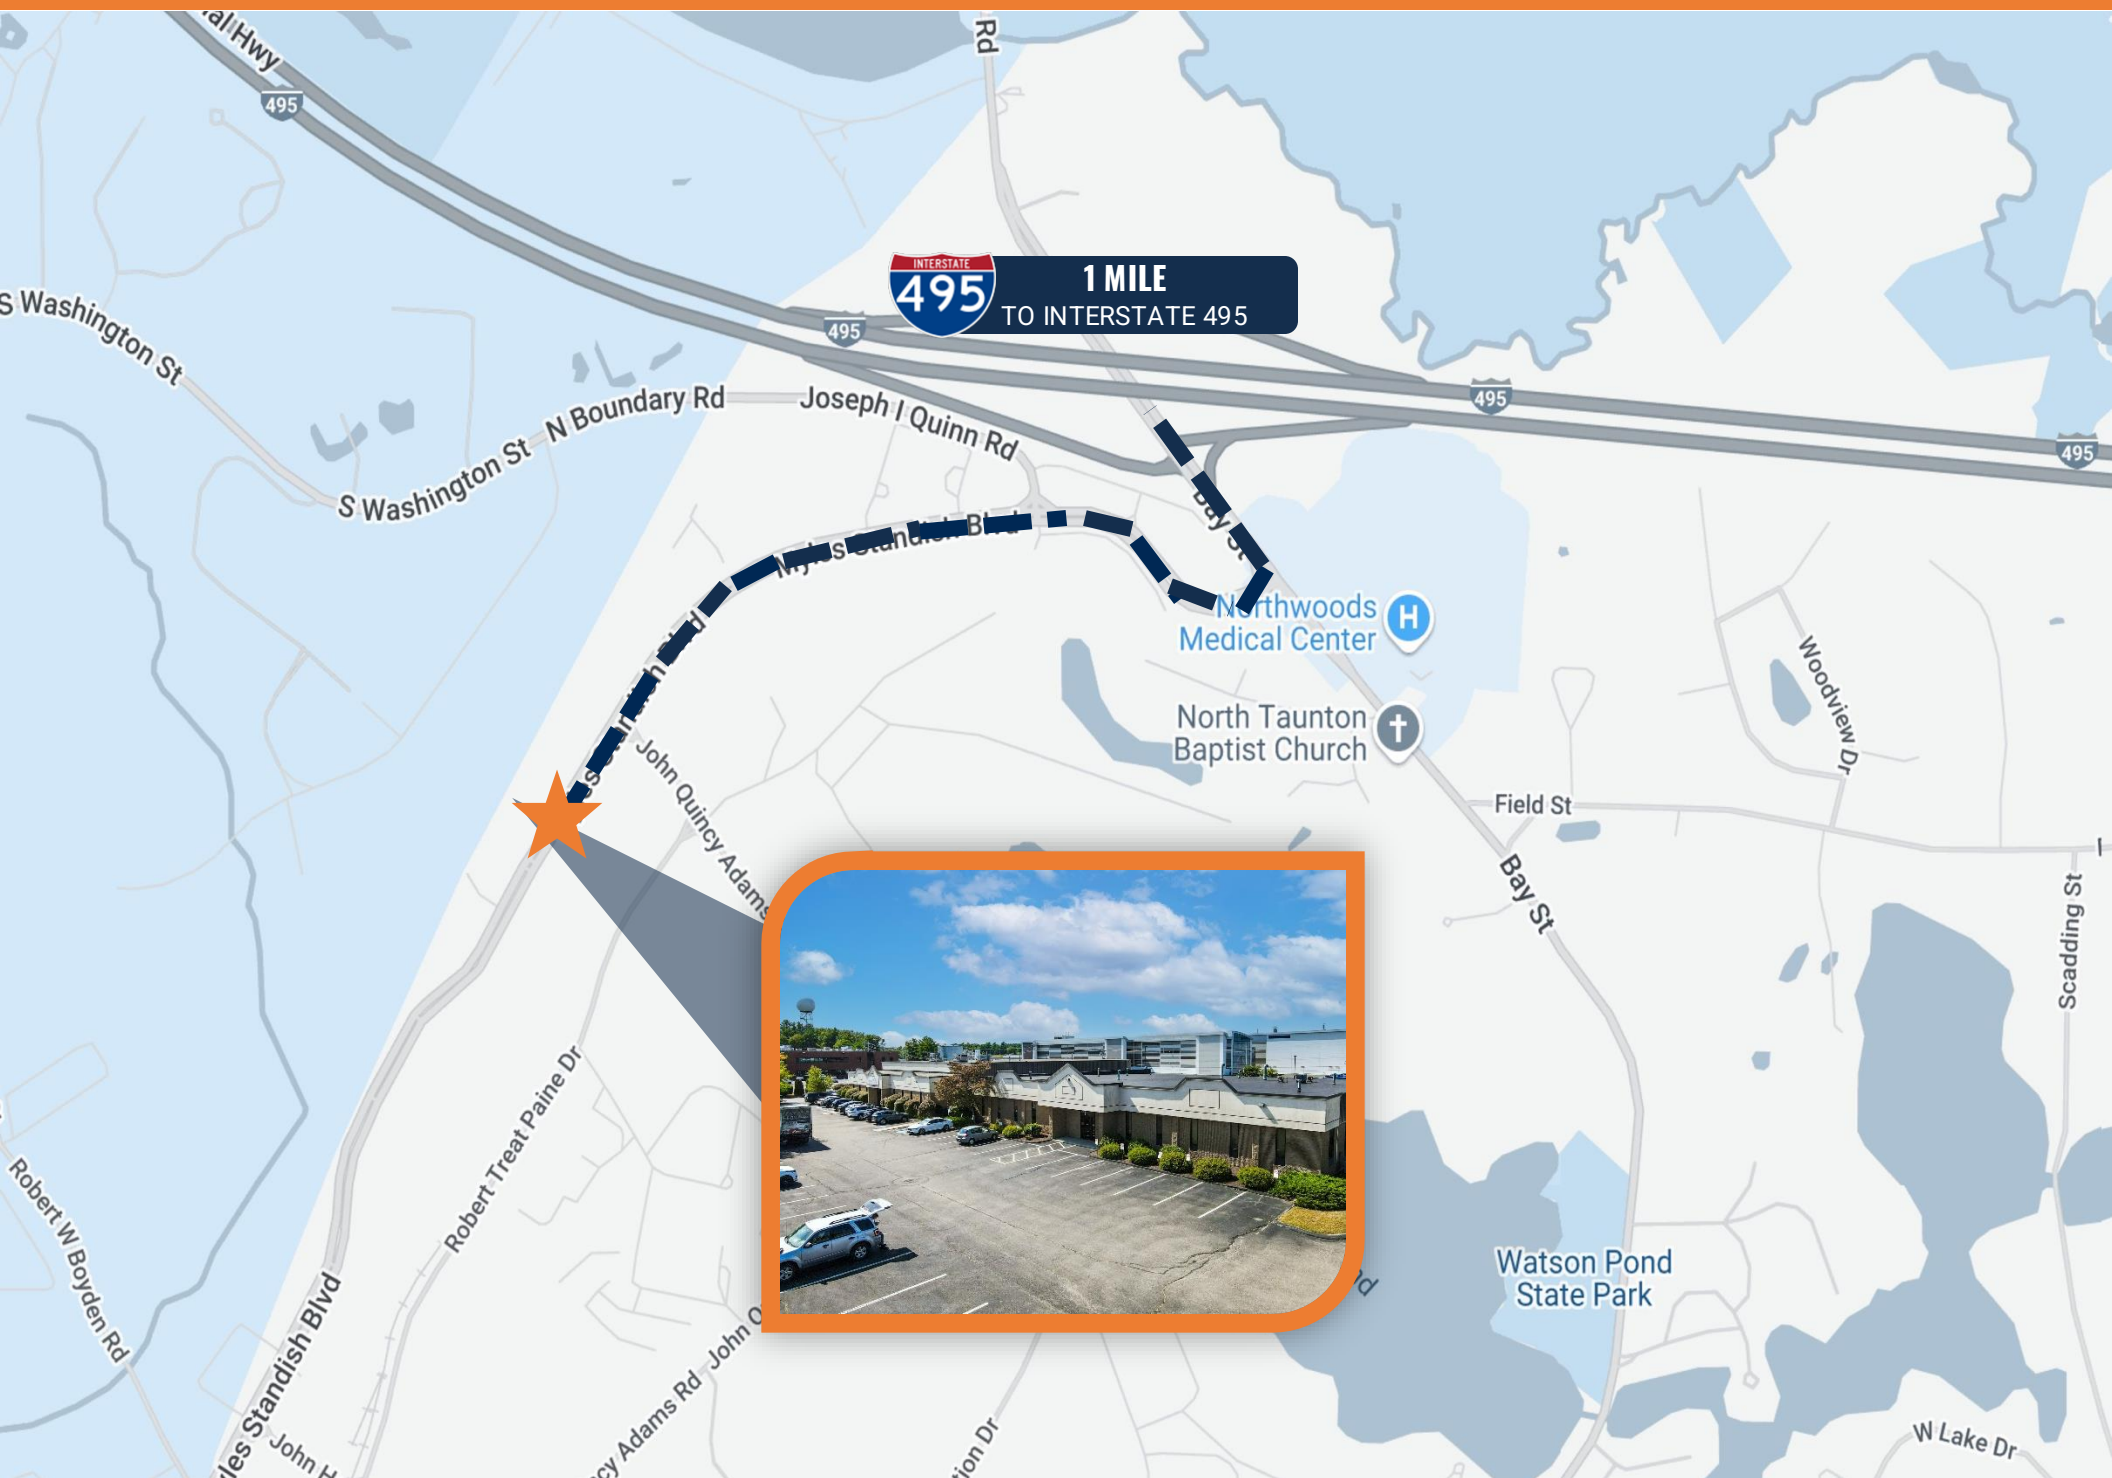 Rd
495
INTERSTATE
495
1 MILE
TO INTERSTATE 495
S Washington St
495
495
N Boundary Rd
Joseph I Quinn Rd
495
S Washington St
Bay St
Myles Standish Blvd
Northwoods
Medical Center
H
Woodview Dr
North Taunton
Baptist Church
John Quincy Adams
Field St
Bay St
Scadding St
Robert Treat Paine Dr
Robert W Boyden Rd
Watson Pond
State Park
Standish Blvd
John
Adams Rd
W Lake Dr
John H